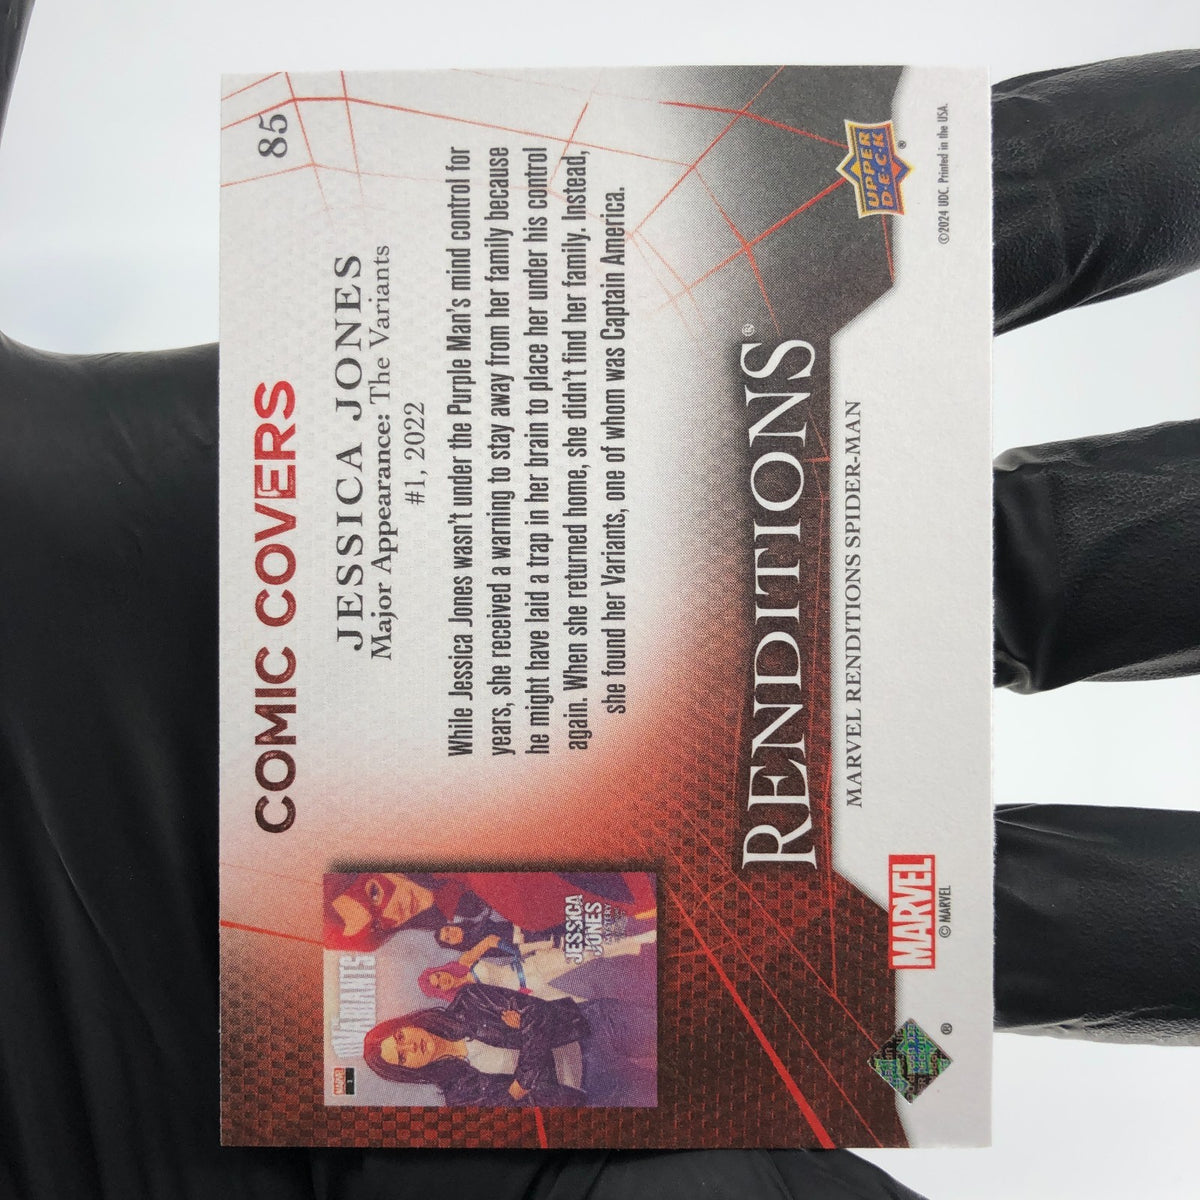 85
COMIC COVERS
JESSICA JONES
Major Appearance: The Variants
#1, 2022
While Jessica Jones wasn't under the Purple Man's mind control for
years, she received a warning to stay away from her family because
he might have laid a trap in her brain to place her under his control
again. When she returned home, she didn't find her family. Instead,
she found her Variants, one of whom was Captain America.
MARVEL
1
VARIANTS
JESSICA
JONES
MYSTERY
RENDITIONS®
MARVEL RENDITIONS SPIDER-MAN
MARVEL
© MARVEL
®
UPPER
D·E·C·K
®
©2024 UDC. Printed in the USA.